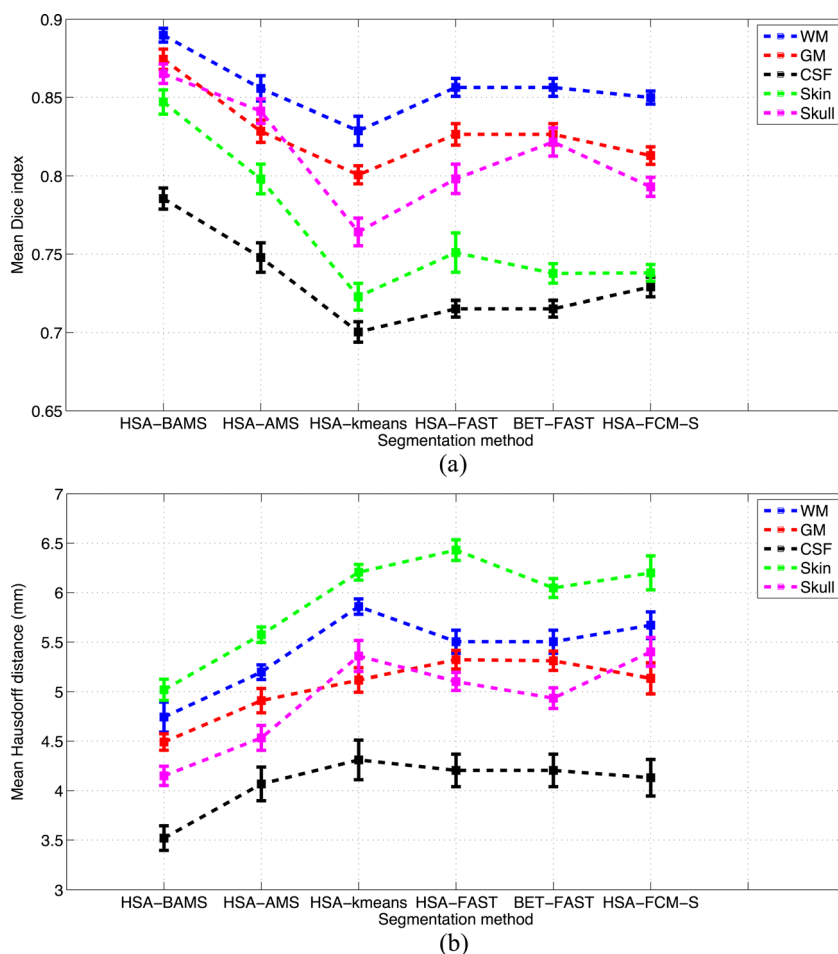 0.9
0.85
0.8
0.75
0.7
0.65
Mean Dice index
WM
GM
CSF
Skin
Skull
HSA-BAMS HSA-AMS HSA-kmeans HSA-FAST BET-FAST HSA-FCM-S
Segmentation method
(a)
7
6.5
6
5.5
5
4.5
4
3.5
3
Mean Hausdorff distance (mm)
WM
GM
CSF
Skin
Skull
HSA-BAMS HSA-AMS HSA-kmeans HSA-FAST BET-FAST HSA-FCM-S
Segmentation method
(b)